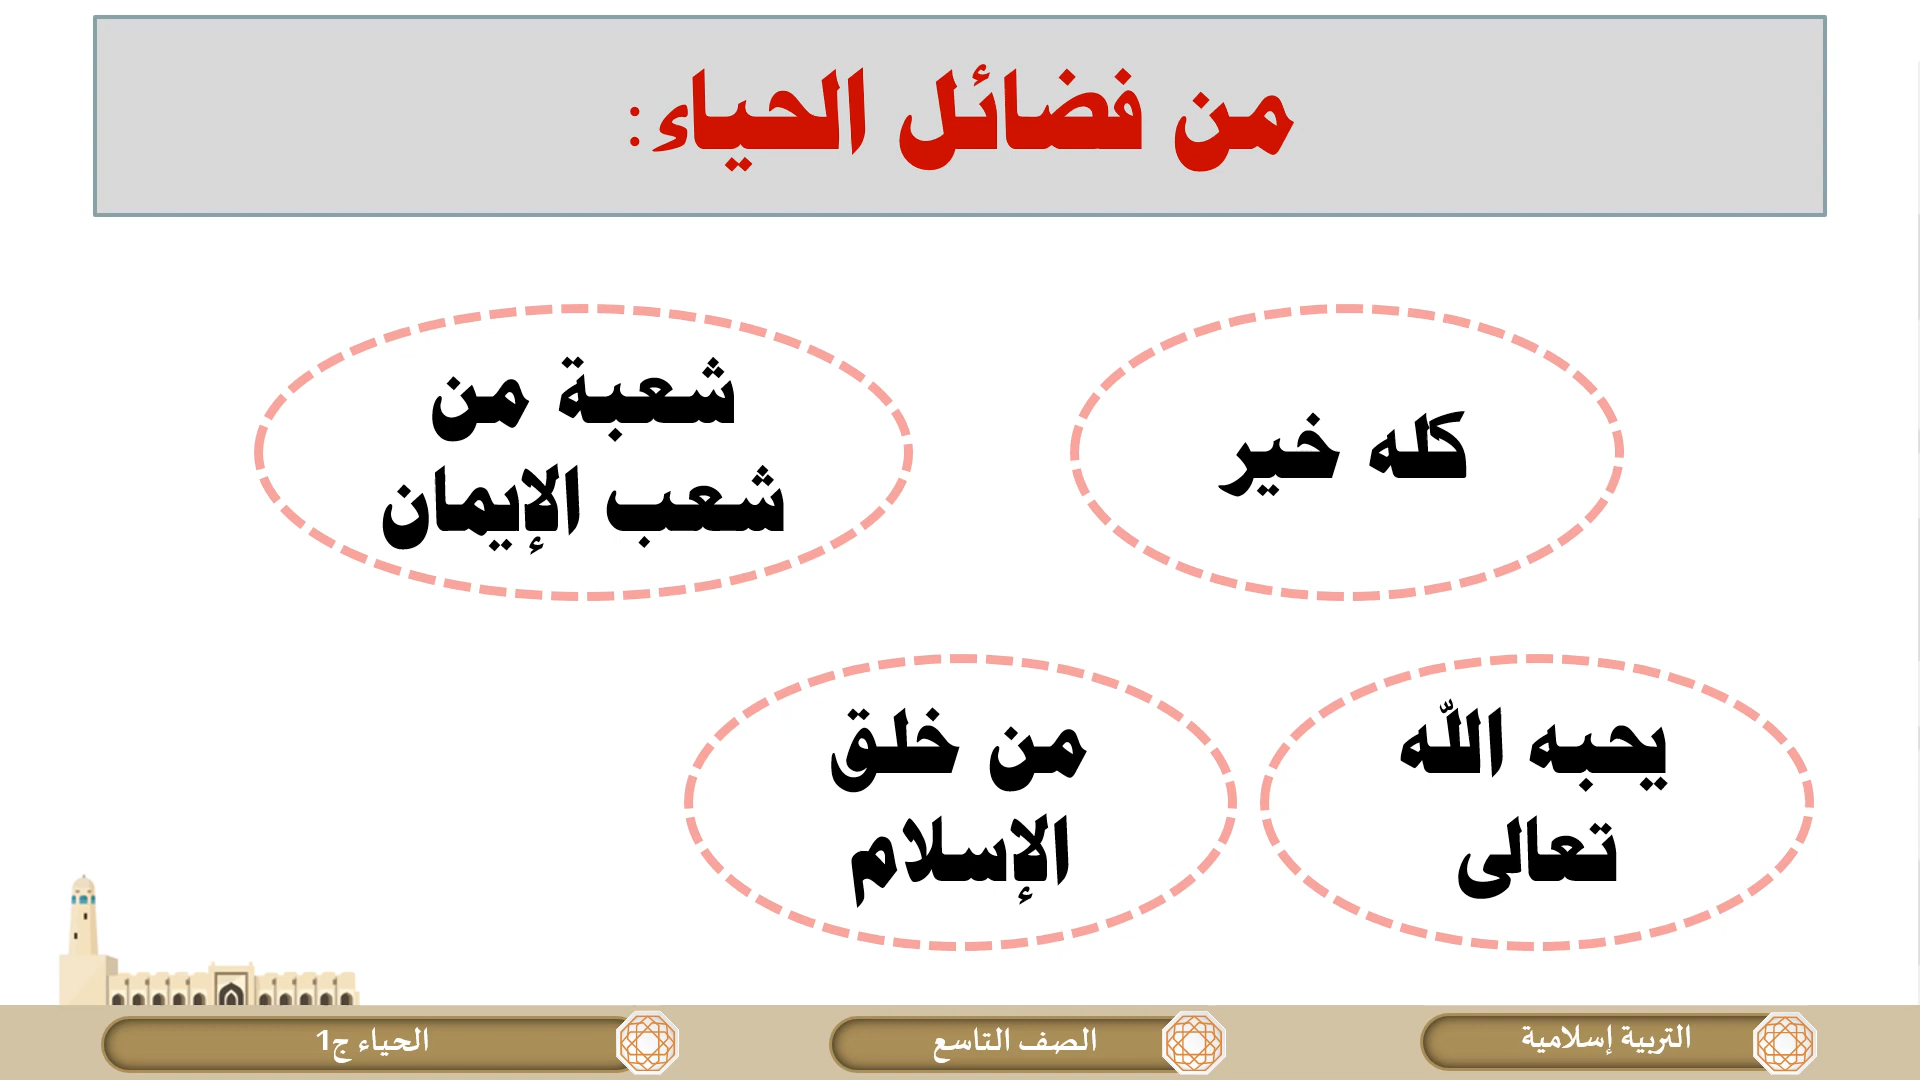 من فضائل الحياء:
كله خير
شعبة من
شعب الإيمان
يحبه الله
تعالى
من خلق
الإسلام
التربية إسلامية
الصف التاسع
الحياء ج1